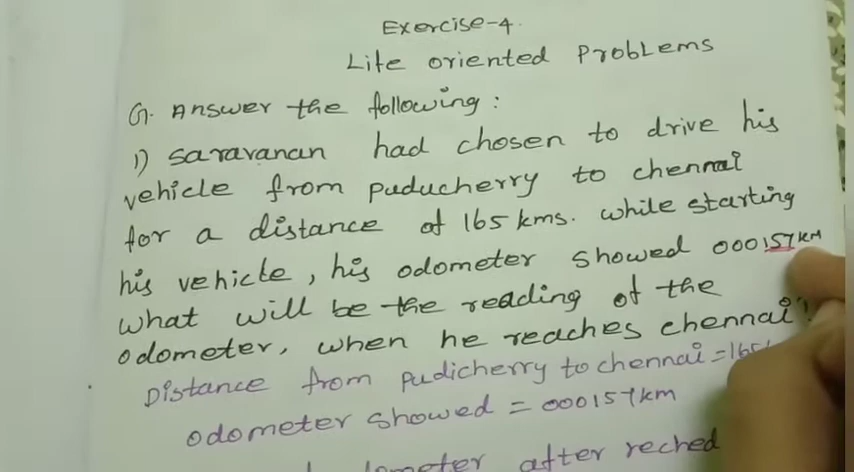 Exercise-4.
Life oriented Problems
G. Answer the following :
1) Saravanan had chosen to drive his
vehicle from Puducherry to chennai
for a distance of 165 kms. while starting
his vehicle, his odometer showed 000157KM
what will be the reading of the
odometer, when he reaches chennai?
Distance from Pudicherry to chennai = 165
odometer showed = 000157km
after reched